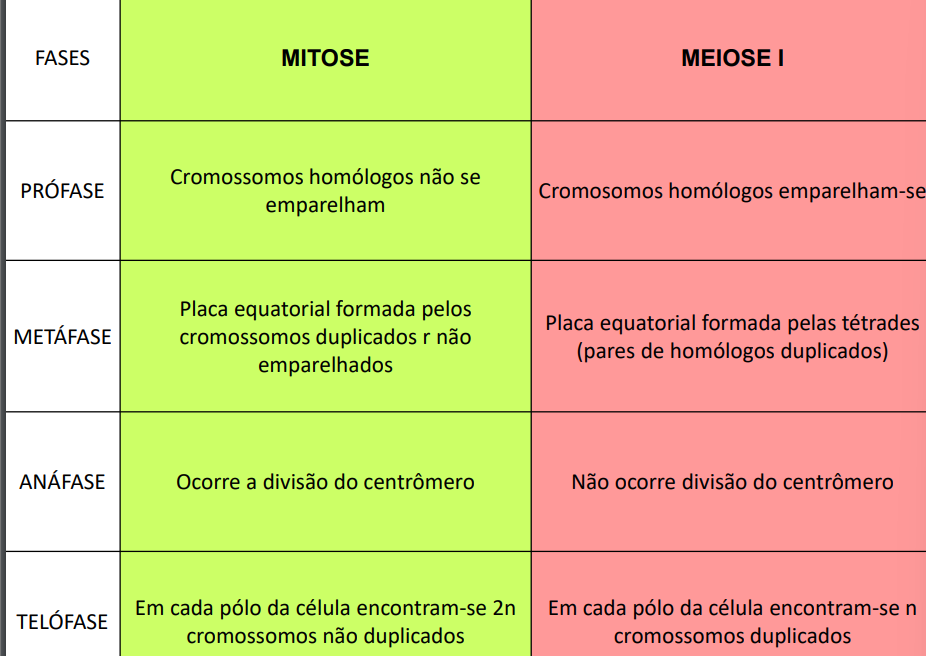 FASES
MITOSE
MEIOSE I
PRÓFASE
Cromossomos homólogos não se
emparelham
Cromosomos homólogos emparelham-se
METÁFASE
Placa equatorial formada pelos
cromossomos duplicados r não
emparelhados
Placa equatorial formada pelas tétrades
(pares de homólogos duplicados)
ANÁFASE
Ocorre a divisão do centrômero
Não ocorre divisão do centrômero
TELÓFASE
Em cada pólo da célula encontram-se 2n
cromossomos não duplicados
Em cada pólo da célula encontram-se n
cromossomos duplicados